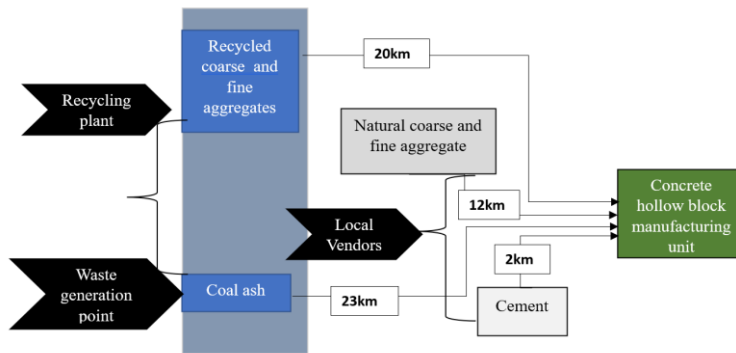 Recycled
coarse and
fine
aggregates
20km
Recycling
plant
Natural coarse and
fine aggregate
Concrete
hollow block
manufacturing
unit
12km
Local
Vendors
2km
Waste
generation
point
Coal ash
23km
Cement